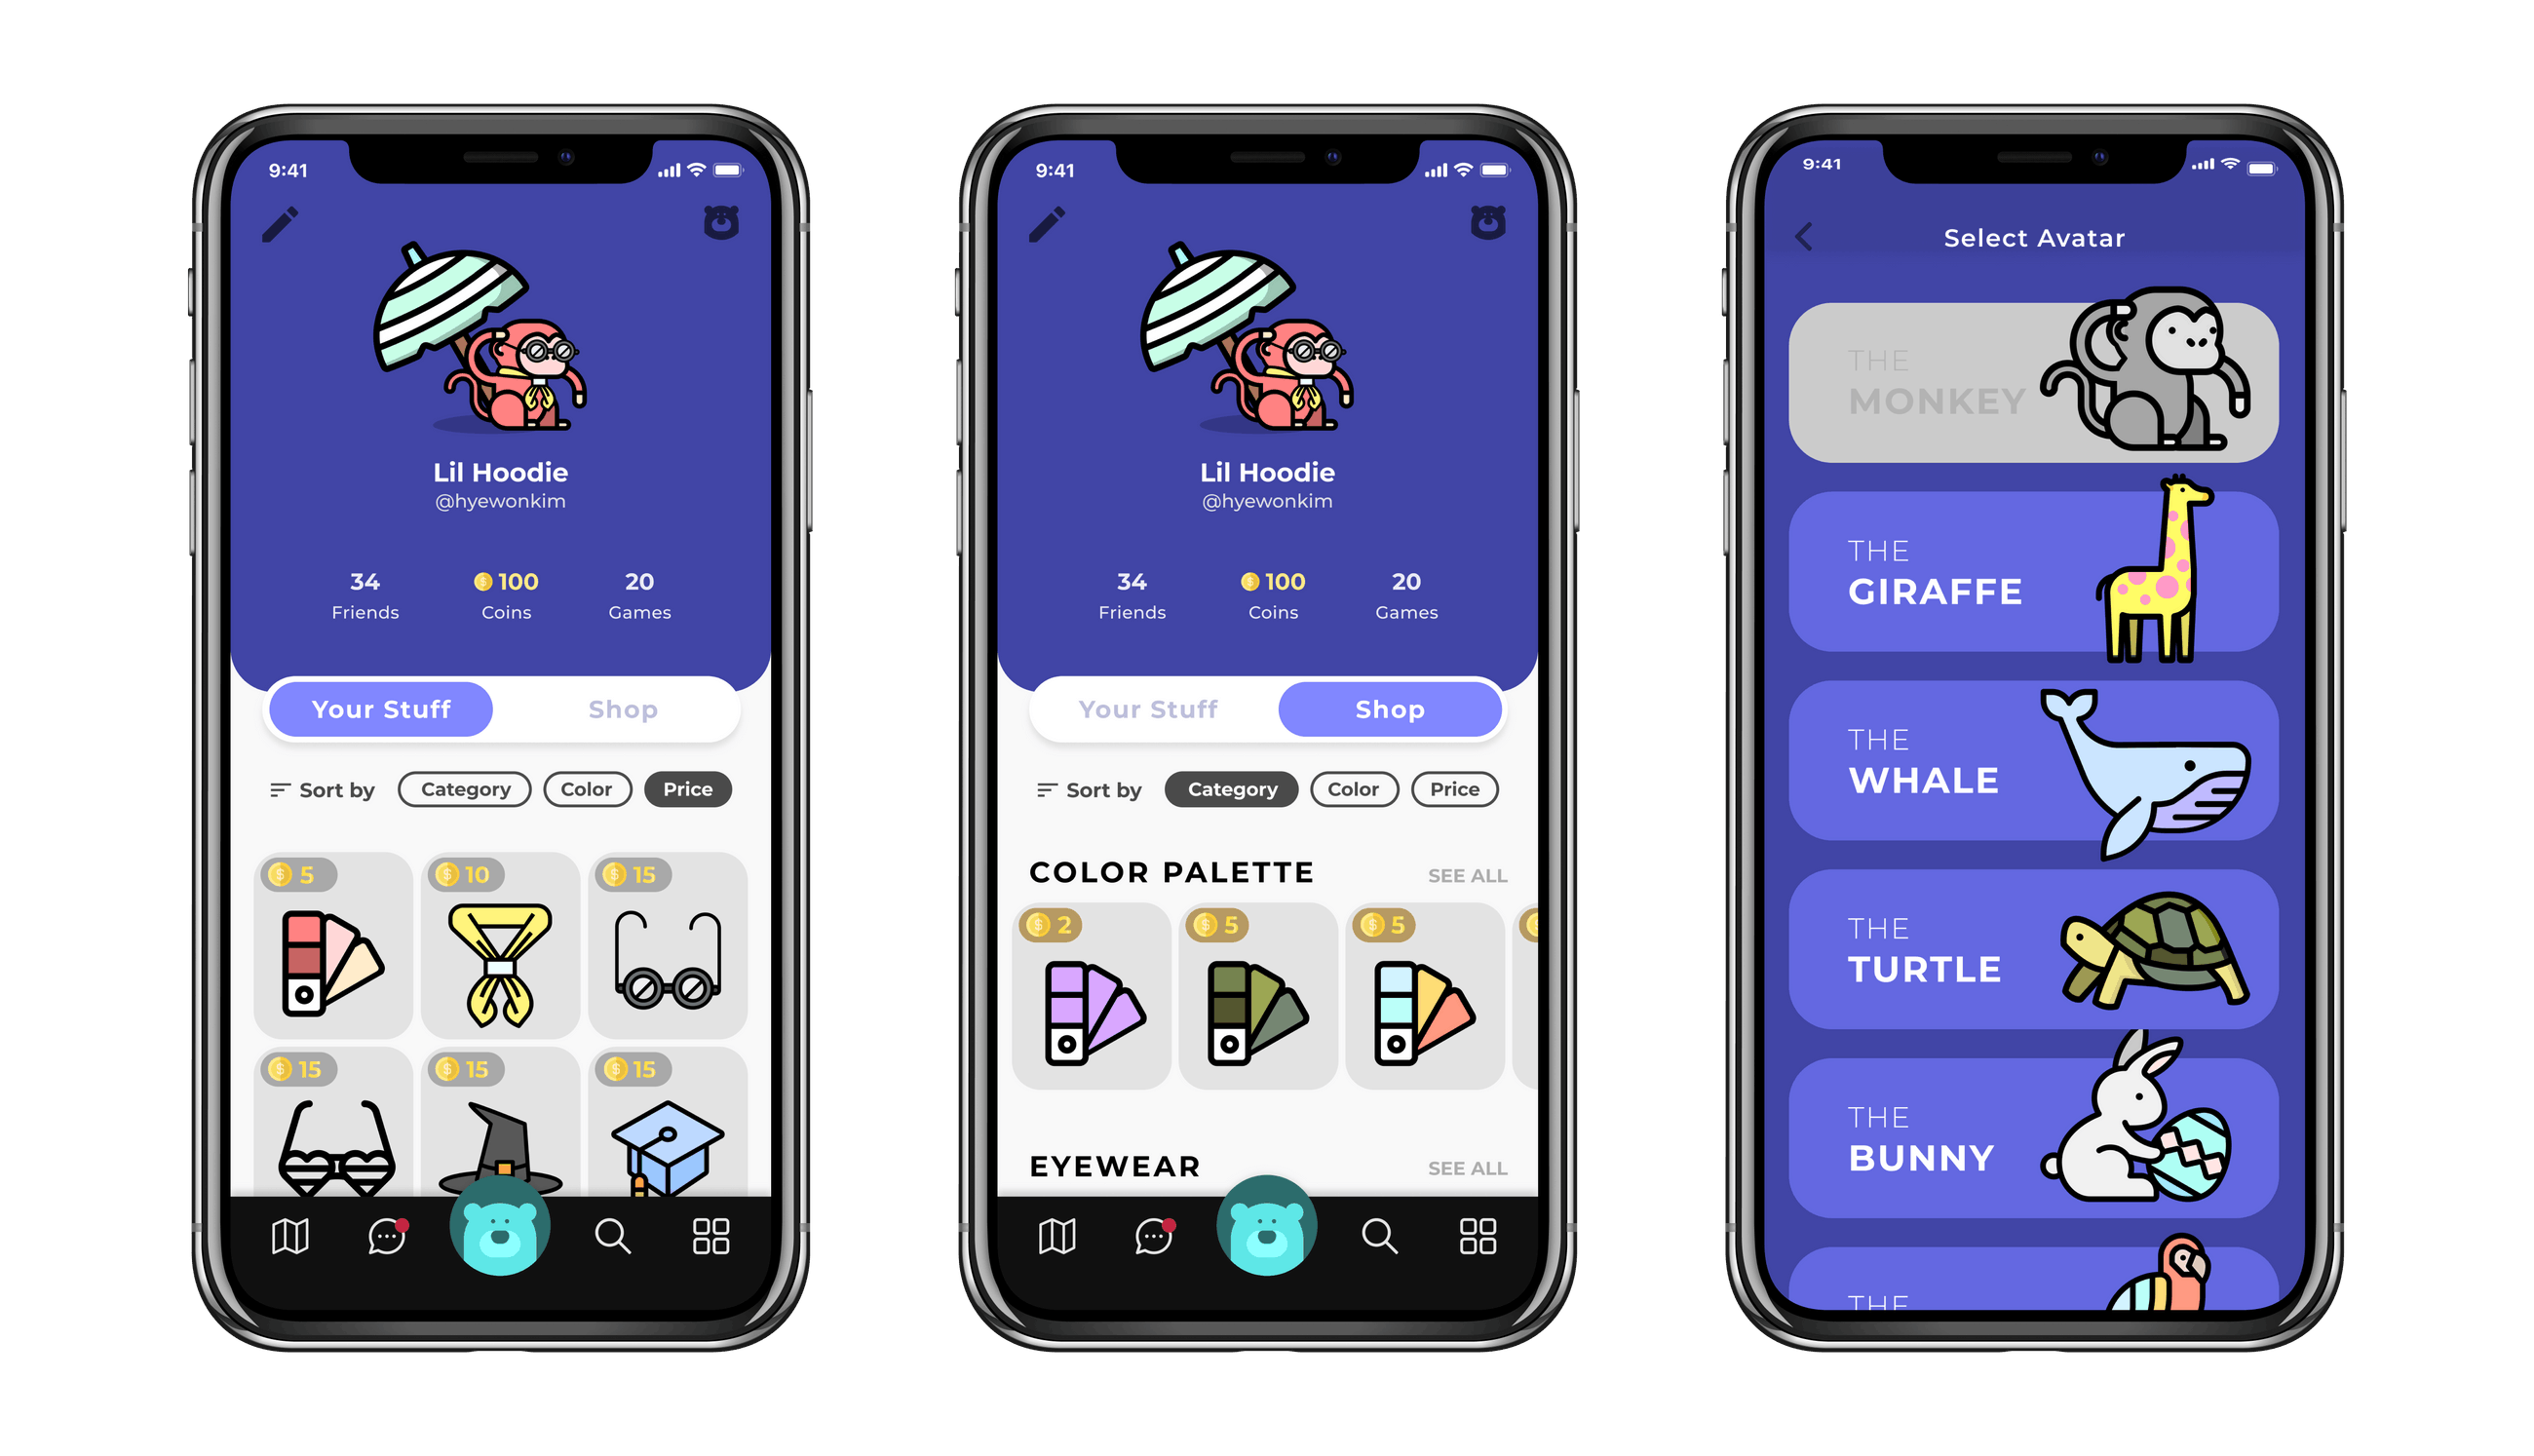 9:41
Lil Hoodie
@hyewonkim
34 100 20
Friends Coins Games
Your Stuff Shop
Sort by Category Color Price
5 10 15
15 15 15
9:41
Lil Hoodie
@hyewonkim
34 100 20
Friends Coins Games
Your Stuff Shop
Sort by Category Color Price
COLOR PALETTE SEE ALL
2 5 5
EYEWEAR SEE ALL
9:41
Select Avatar
THE
MONKEY
THE
GIRAFFE
THE
WHALE
THE
TURTLE
THE
BUNNY
THE